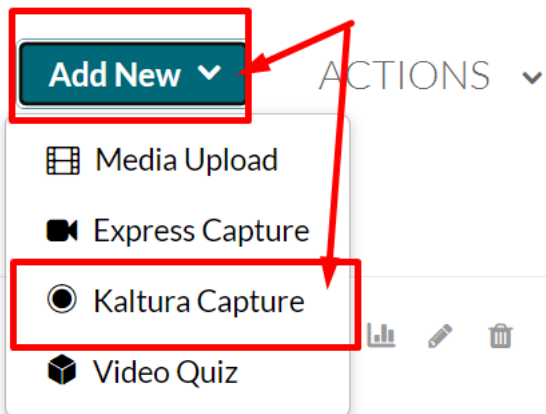 Add New ACTIONS
Media Upload
Express Capture
Kaltura Capture
Video Quiz